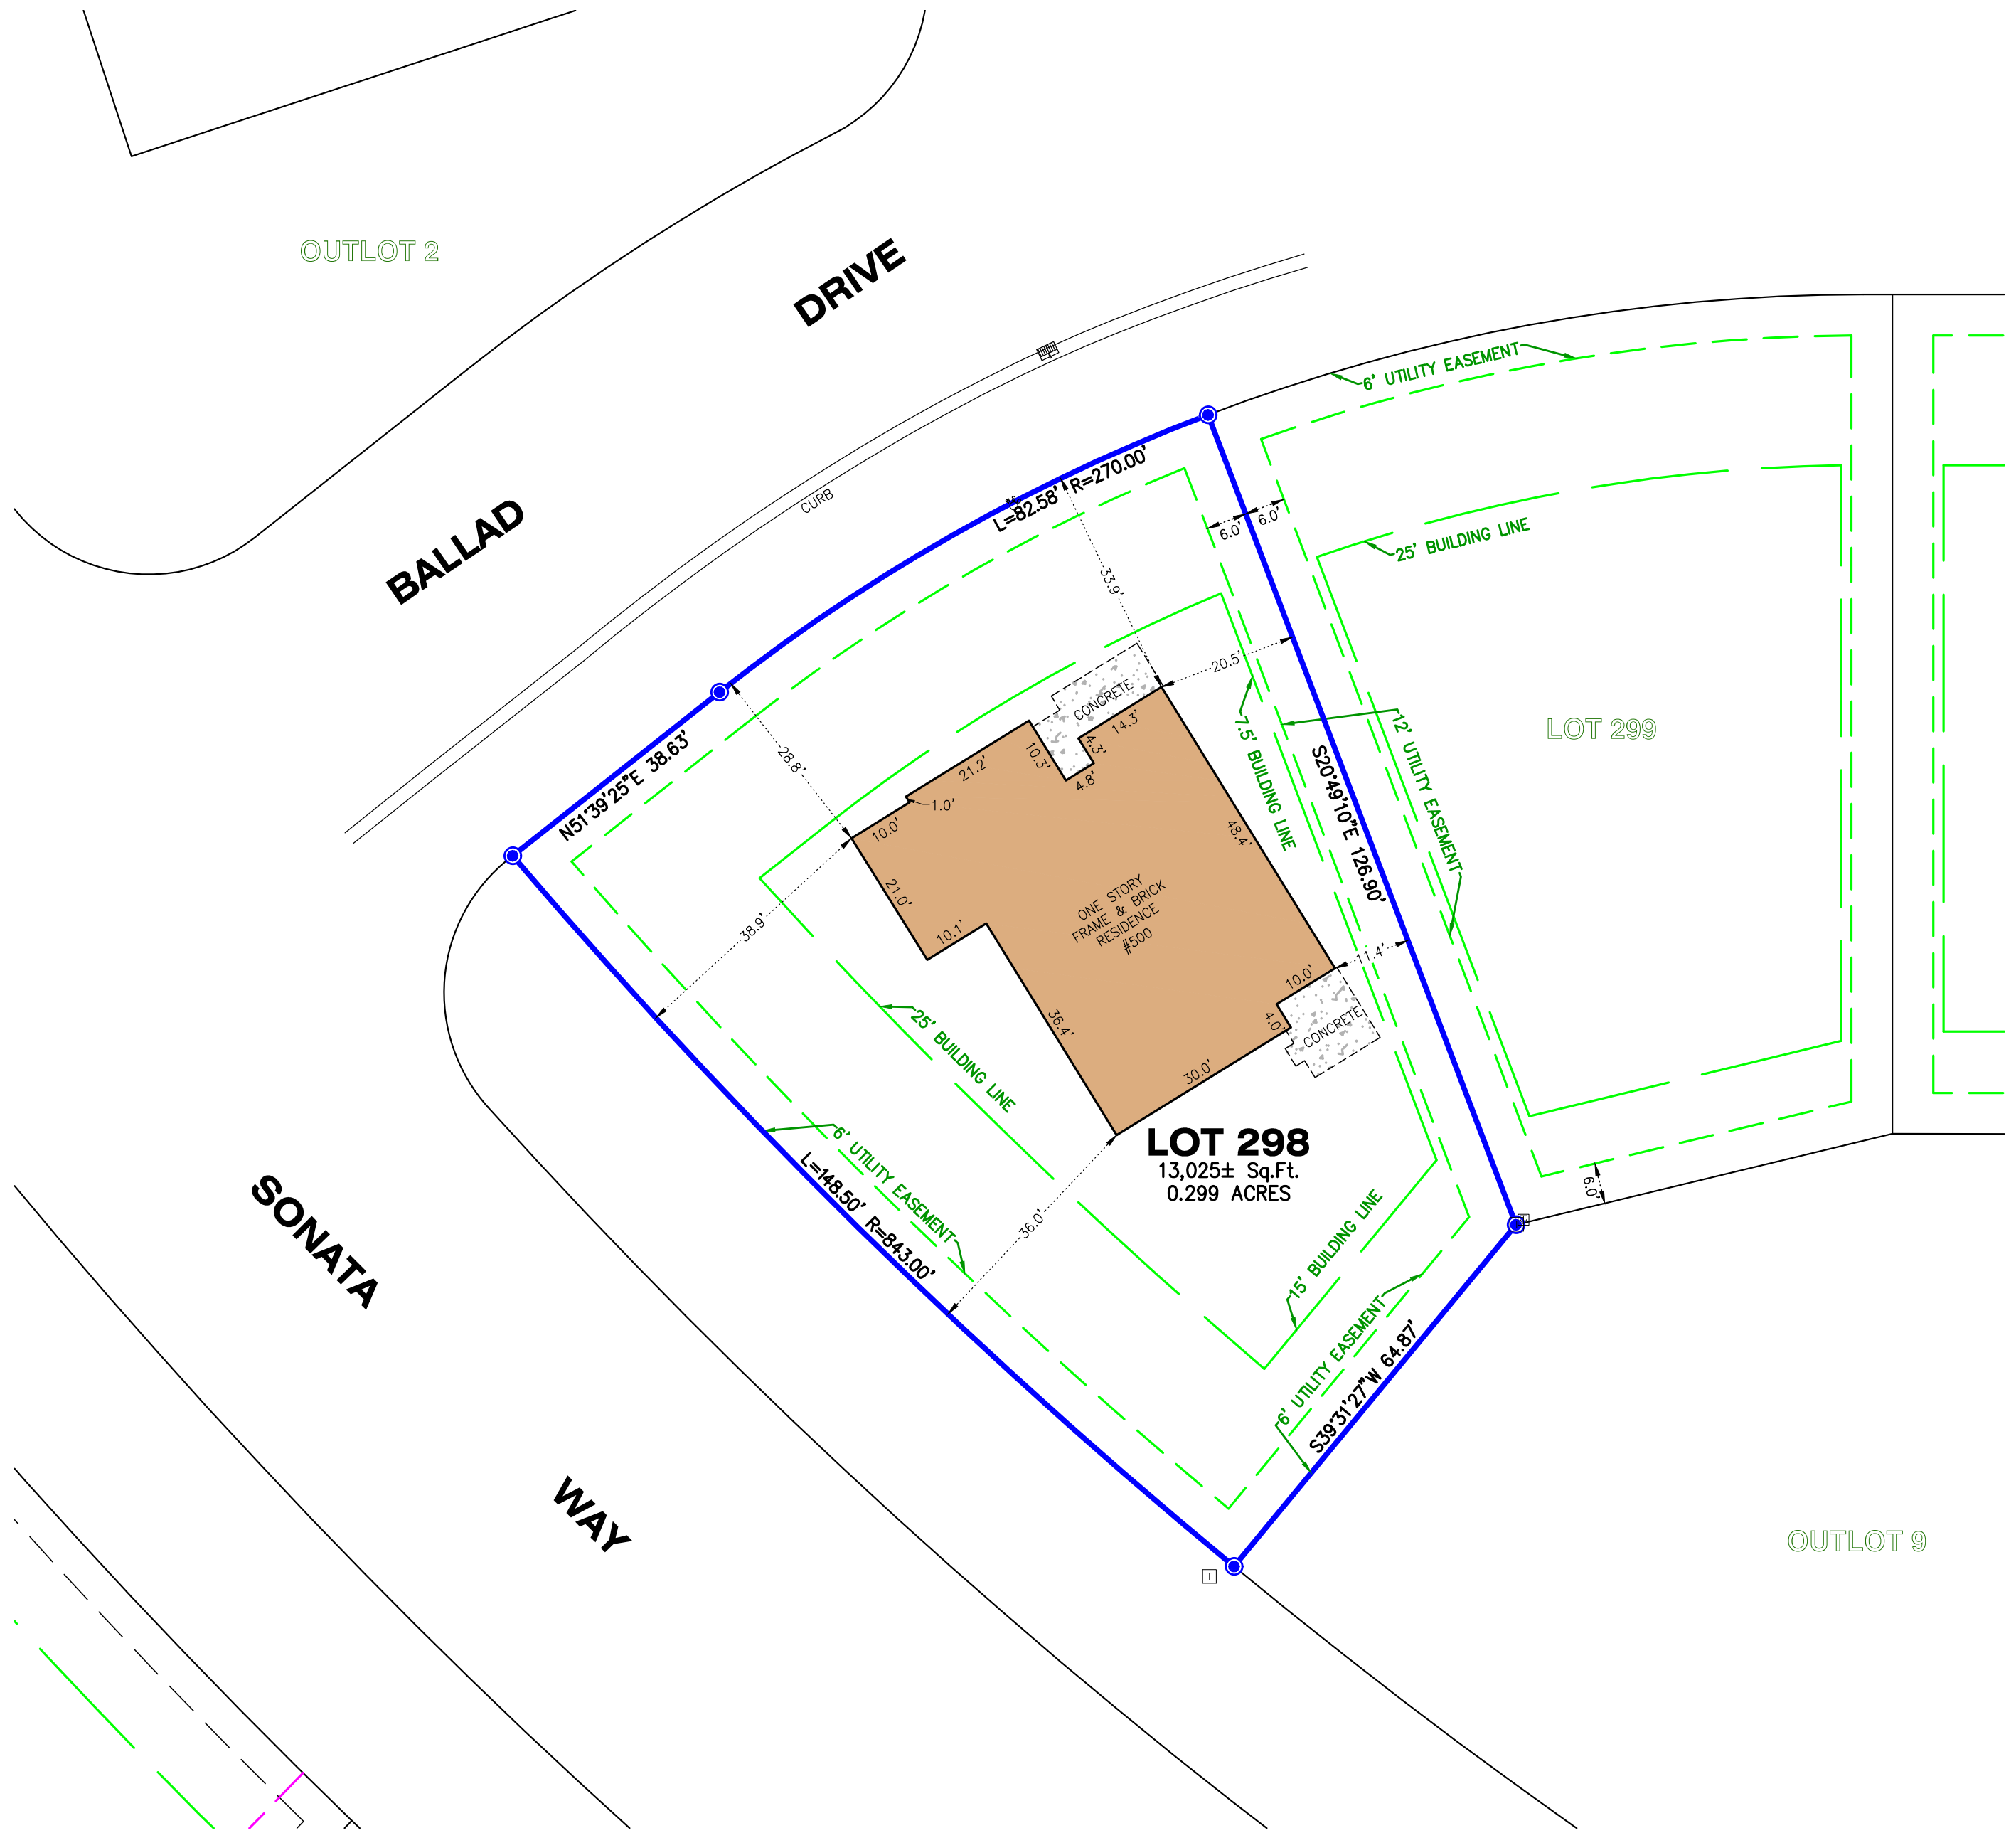 OUTLOT 2
DRIVE
BALLAD
CURB
6' UTILITY EASEMENT
L=82.58' R=270.00'
6.0'
6.0'
25' BUILDING LINE
33.9'
20.5'
CONCRETE
14.3'
4.3'
10.3'
4.8'
21.2'
1.0'
10.0'
28.8'
N51°39'25"E 38.63'
7.5' BUILDING LINE
S20°49'10"E 126.90'
12' UTILITY EASEMENT
LOT 299
48.4'
21.0'
10.1'
38.9'
ONE STORY
FRAME & BRICK
RESIDENCE
#500
11.4'
10.0'
4.0'
CONCRETE
36.4'
30.0'
25' BUILDING LINE
LOT 298
13,025± Sq.Ft.
0.299 ACRES
6' UTILITY EASEMENT
L=148.50' R=843.00'
36.0'
15' BUILDING LINE
6' UTILITY EASEMENT
S39°31'27"W 64.87'
6.0'
SONATA
WAY
T
OUTLOT 9